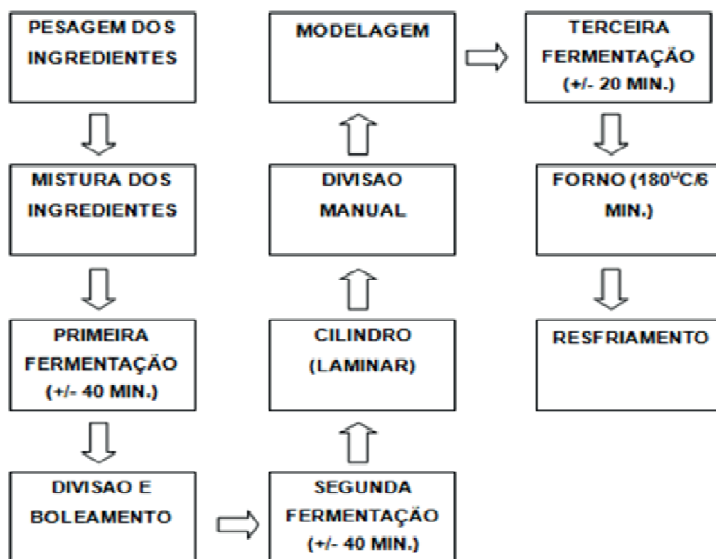 PESAGEM DOS
INGREDIENTES
MISTURA DOS
INGREDIENTES
PRIMEIRA
FERMENTAÇÃO
(+/- 40 MIN.)
DIVISAO E
BOLEAMENTO
SEGUNDA
FERMENTAÇÃO
(+/- 40 MIN.)
CILINDRO
(LAMINAR)
DIVISAO
MANUAL
MODELAGEM
TERCEIRA
FERMENTAÇÃO
(+/- 20 MIN.)
FORNO (180ºC/6
MIN.)
RESFRIAMENTO